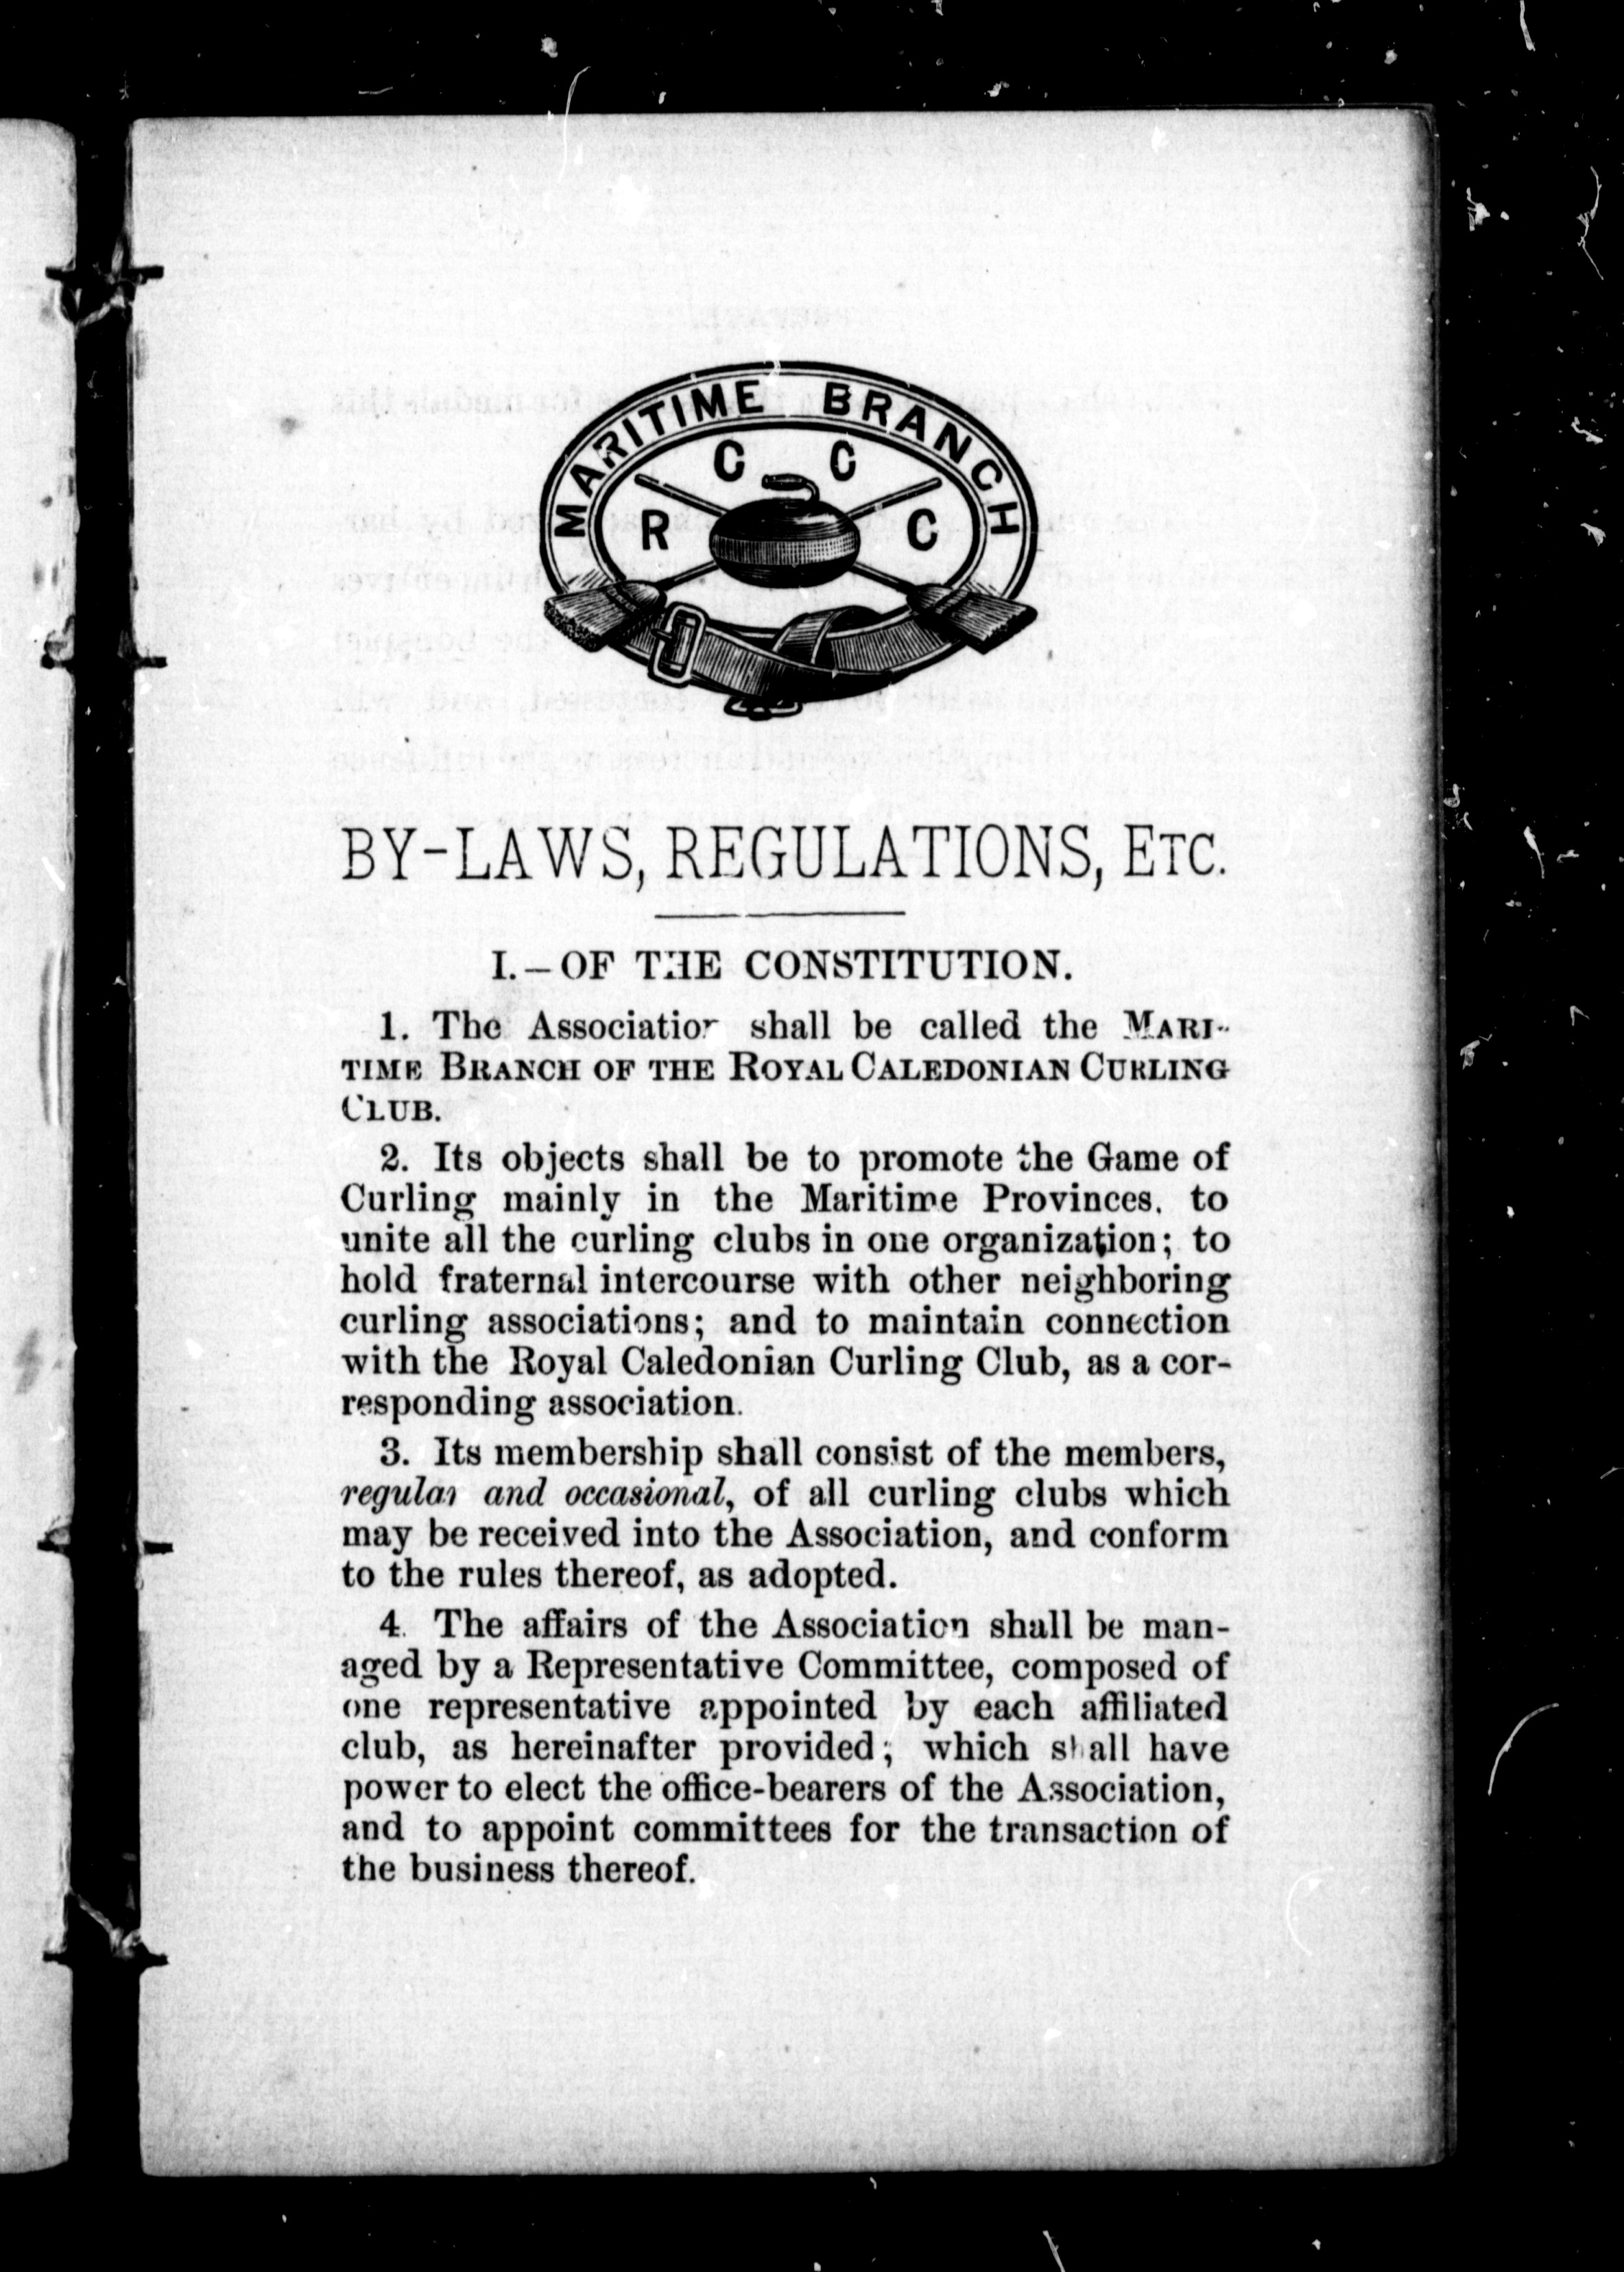 MARITIME BRANCH
C C
R C
BY-LAWS, REGULATIONS, ETC.
I.—OF THE CONSTITUTION.
1. The Association shall be called the MARI-
TIME BRANCH OF THE ROYAL CALEDONIAN CURLING
CLUB.
2. Its objects shall be to promote the Game of
Curling mainly in the Maritime Provinces, to
unite all the curling clubs in one organization; to
hold fraternal intercourse with other neighboring
curling associations; and to maintain connection
with the Royal Caledonian Curling Club, as a cor-
responding association.
3. Its membership shall consist of the members,
regular and occasional, of all curling clubs which
may be received into the Association, and conform
to the rules thereof, as adopted.
4. The affairs of the Association shall be man-
aged by a Representative Committee, composed of
one representative appointed by each affiliated
club, as hereinafter provided; which shall have
power to elect the office-bearers of the Association,
and to appoint committees for the transaction of
the business thereof.